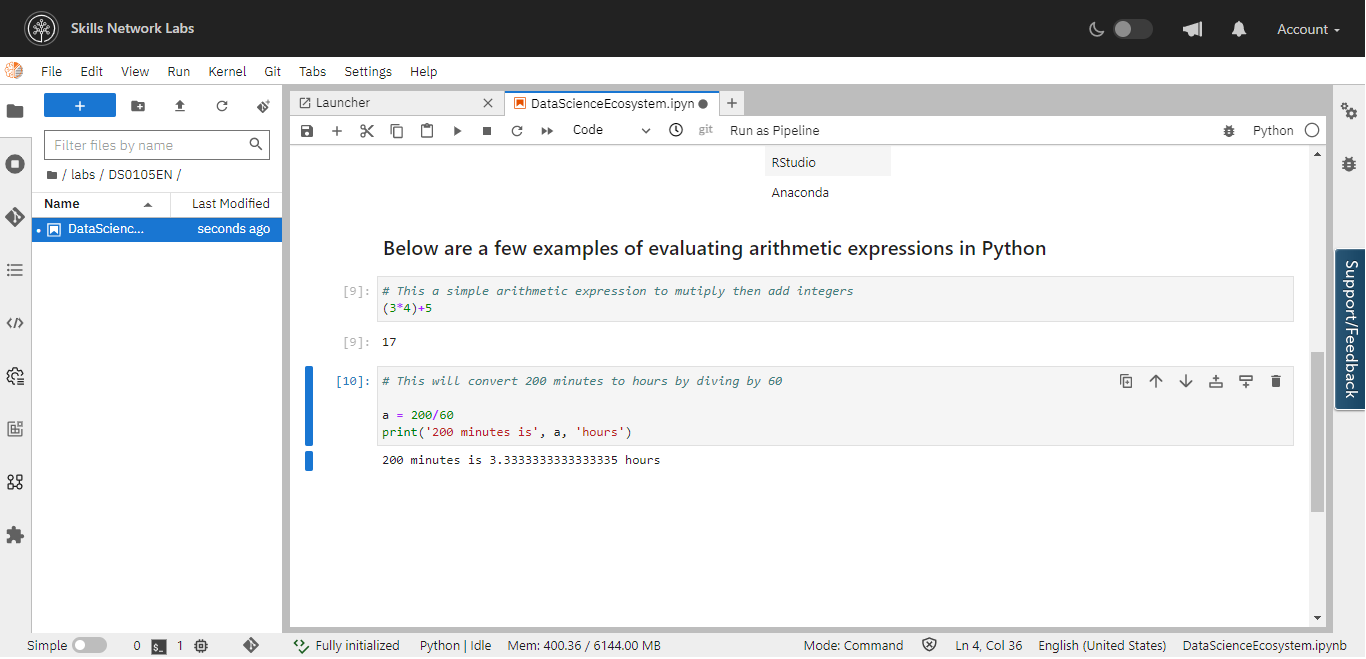 Skills Network Labs
Account
File Edit View Run Kernel Git Tabs Settings Help
+
Filter files by name
/ labs / DS0105EN /
Name Last Modified
DataScienc... seconds ago
Launcher
DataScienceEcosystem.ipyn
Code
git
Run as Pipeline
Python
RStudio
Anaconda
Below are a few examples of evaluating arithmetic expressions in Python
[9]: # This a simple arithmetic expression to mutiply then add integers
(3*4)+5
[9]: 17
[10]: # This will convert 200 minutes to hours by diving by 60
a = 200/60
print('200 minutes is', a, 'hours')
200 minutes is 3.3333333333333335 hours
Support/Feedback
Simple 0 $_ 1 Fully initialized Python | Idle Mem: 400.36 / 6144.00 MB Mode: Command Ln 4, Col 36 English (United States) DataScienceEcosystem.ipynb